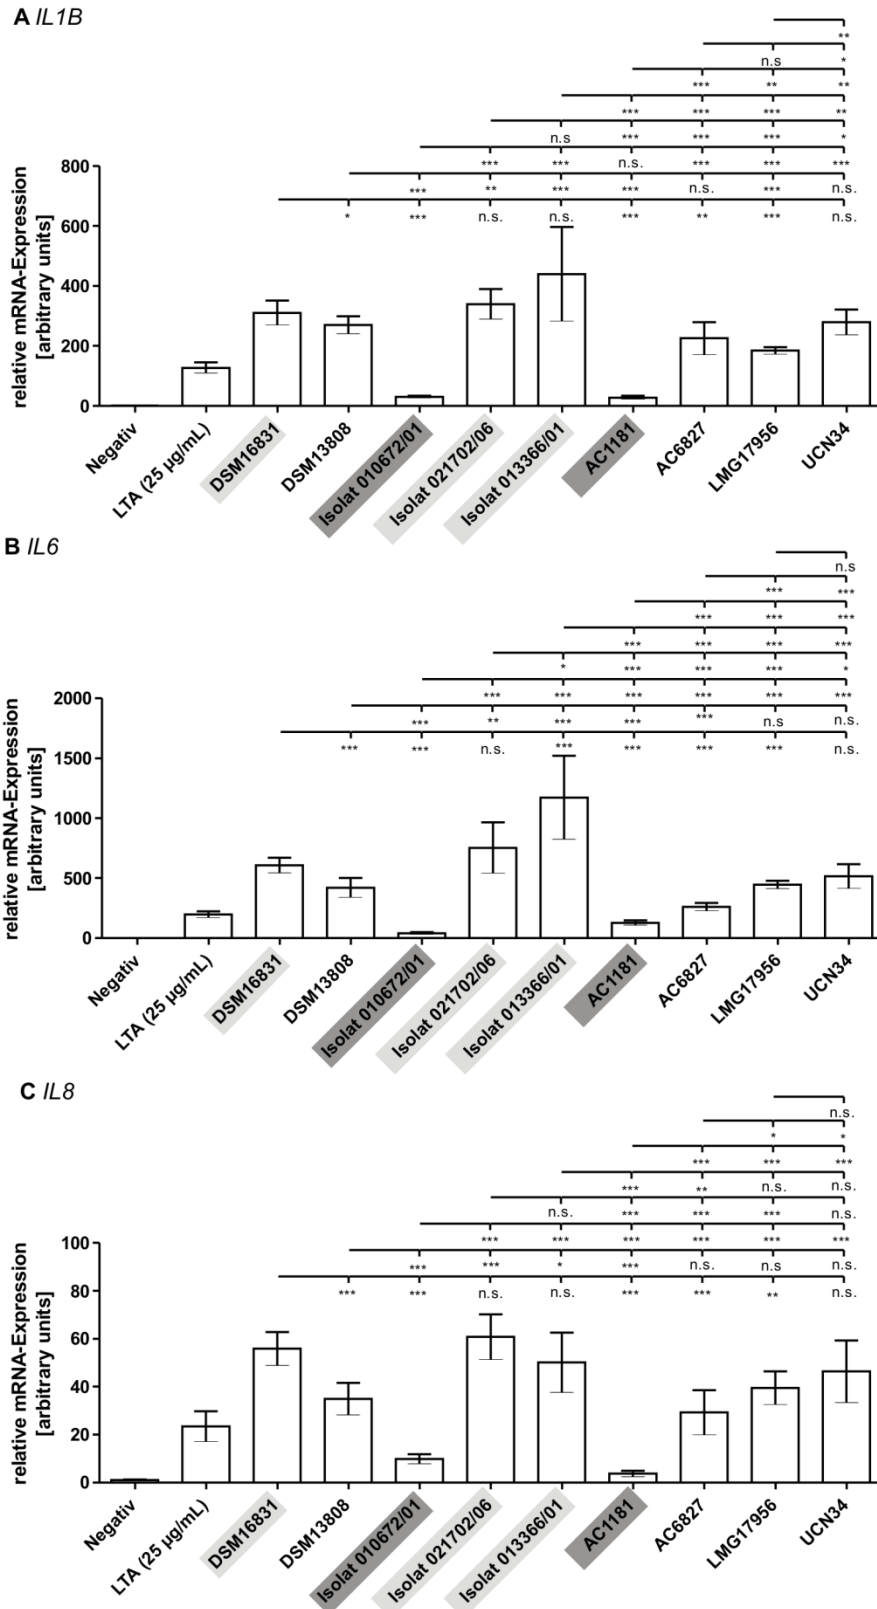 A IL1B
**
n.s *
*** ** **
*** *** *** **
n.s *** *** *** *
*** *** n.s. *** *** ***
*** ** *** *** n.s. *** n.s.
* *** n.s. n.s. *** ** *** n.s.
relative mRNA-Expression
[arbitrary units]
800
600
400
200
0
Negativ
LTA (25 µg/mL)
DSM16831
DSM13808
Isolat 010672/01
Isolat 021702/06
Isolat 013366/01
AC1181
AC6827
LMG17956
UCN34
B IL6
n.s
*** ***
*** *** ***
*** *** *** ***
* *** *** *** *
*** *** *** *** *** ***
*** ** *** *** *** n.s n.s.
*** *** n.s. *** *** *** *** n.s.
relative mRNA-Expression
[arbitrary units]
2000
1500
1000
500
0
Negativ
LTA (25 µg/mL)
DSM16831
DSM13808
Isolat 010672/01
Isolat 021702/06
Isolat 013366/01
AC1181
AC6827
LMG17956
UCN34
C IL8
n.s.
* *
*** *** ***
*** ** n.s. n.s.
n.s. *** *** *** n.s.
*** *** *** *** *** ***
*** *** * *** n.s. n.s n.s.
*** *** n.s. n.s. *** *** ** n.s.
relative mRNA-Expression
[arbitrary units]
100
80
60
40
20
0
Negativ
LTA (25 µg/mL)
DSM16831
DSM13808
Isolat 010672/01
Isolat 021702/06
Isolat 013366/01
AC1181
AC6827
LMG17956
UCN34